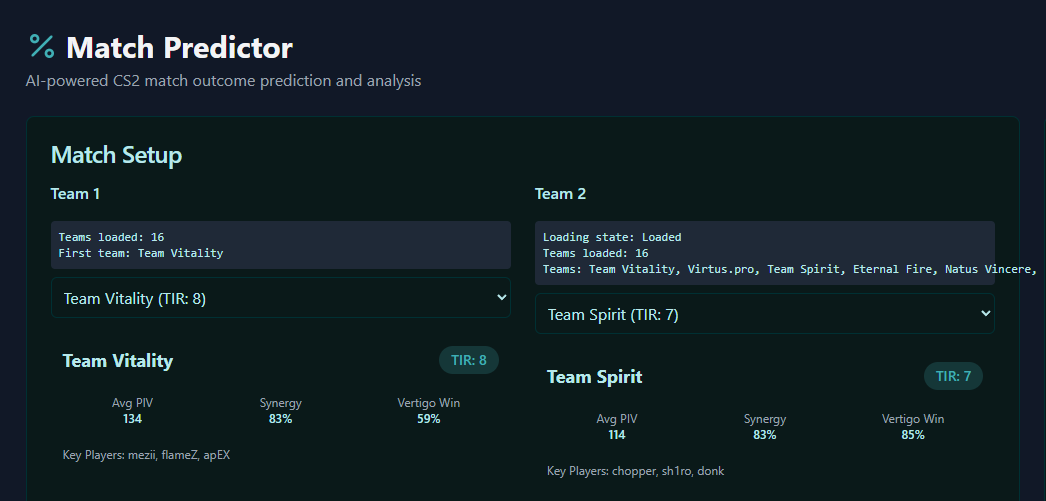 Match Predictor
AI-powered CS2 match outcome prediction and analysis
Match Setup
Team 1
Teams loaded: 16
First team: Team Vitality
Team Vitality (TIR: 8)
Team Vitality
TIR: 8
Avg PIV
134
Synergy
83%
Vertigo Win
59%
Key Players: mezii, flameZ, apEX
Team 2
Loading state: Loaded
Teams loaded: 16
Teams: Team Vitality, Virtus.pro, Team Spirit, Eternal Fire, Natus Vincere,
Team Spirit (TIR: 7)
Team Spirit
TIR: 7
Avg PIV
114
Synergy
83%
Vertigo Win
85%
Key Players: chopper, sh1ro, donk